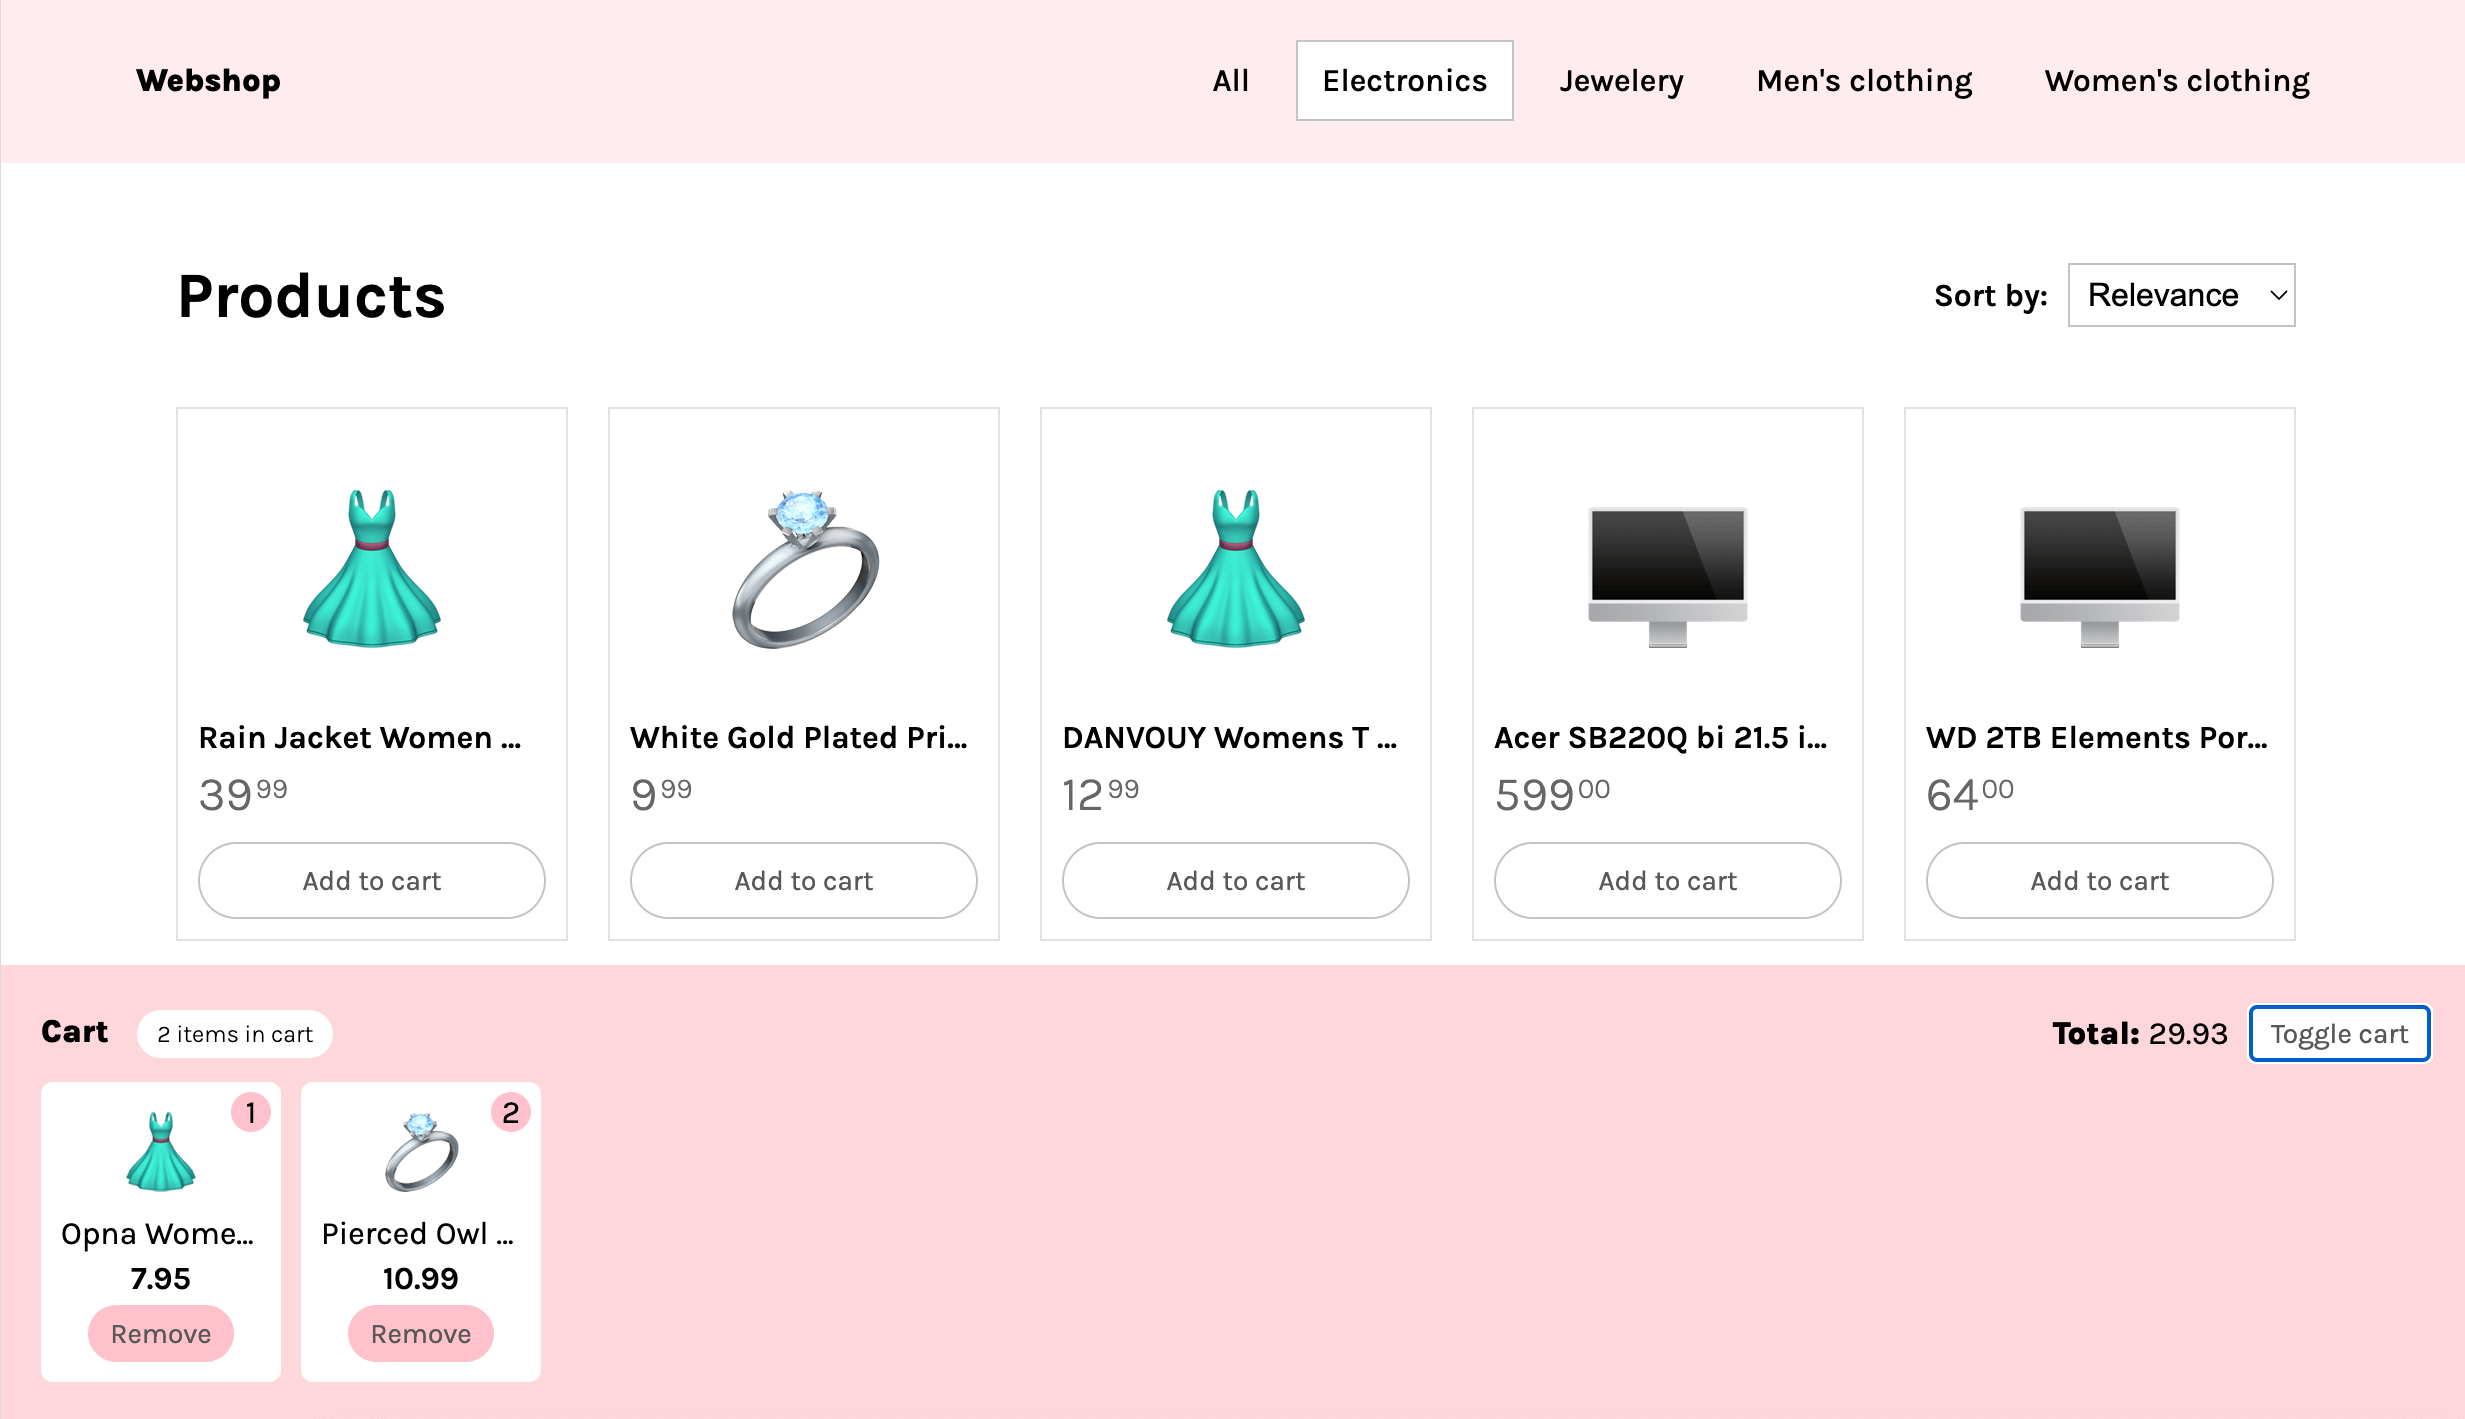 Webshop
All
Electronics
Jewelery
Men's clothing
Women's clothing
Products
Sort by:
Relevance
Rain Jacket Women ...
39 99
Add to cart
White Gold Plated Pri...
9 99
Add to cart
DANVOUY Womens T ...
12 99
Add to cart
Acer SB220Q bi 21.5 i...
599 00
Add to cart
WD 2TB Elements Por...
64 00
Add to cart
Cart
2 items in cart
Total: 29.93
Toggle cart
1
Opna Wome...
7.95
Remove
2
Pierced Owl ...
10.99
Remove